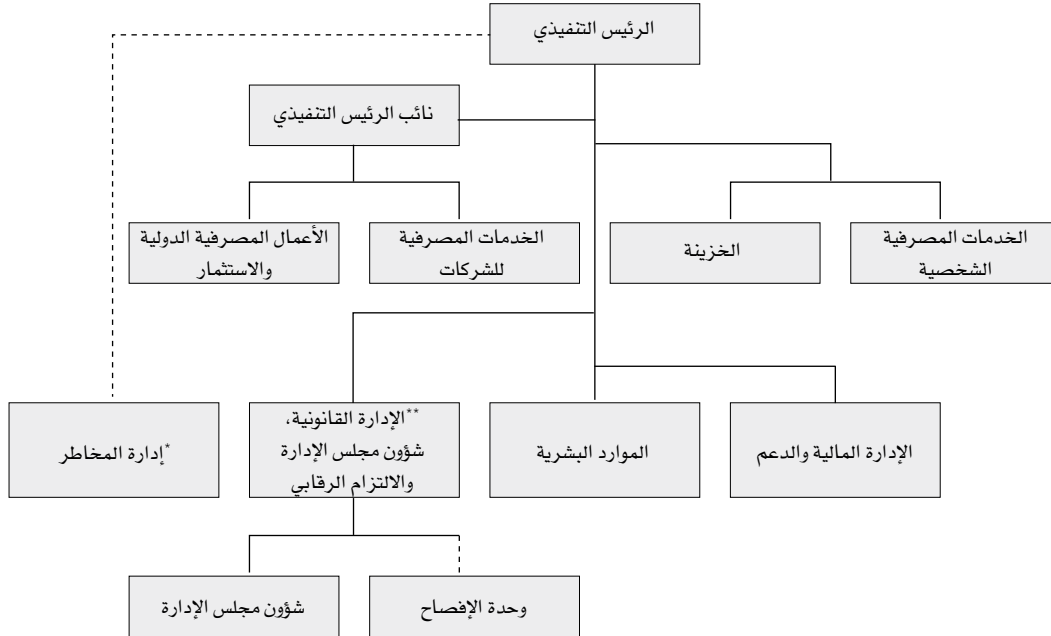 الرئيس التنفيذي
نائب الرئيس التنفيذي
الخدمات المصرفية
الشخصية
الخزينة
الخدمات المصرفية
للشركات
الأعمال المصرفية الدولية
والاستثمار
الإدارة المالية والدعم
الموارد البشرية
**الإدارة القانونية،
شؤون مجلس الإدارة
والالتزام الرقابي
*إدارة المخاطر
وحدة الإفصاح
شؤون مجلس الإدارة